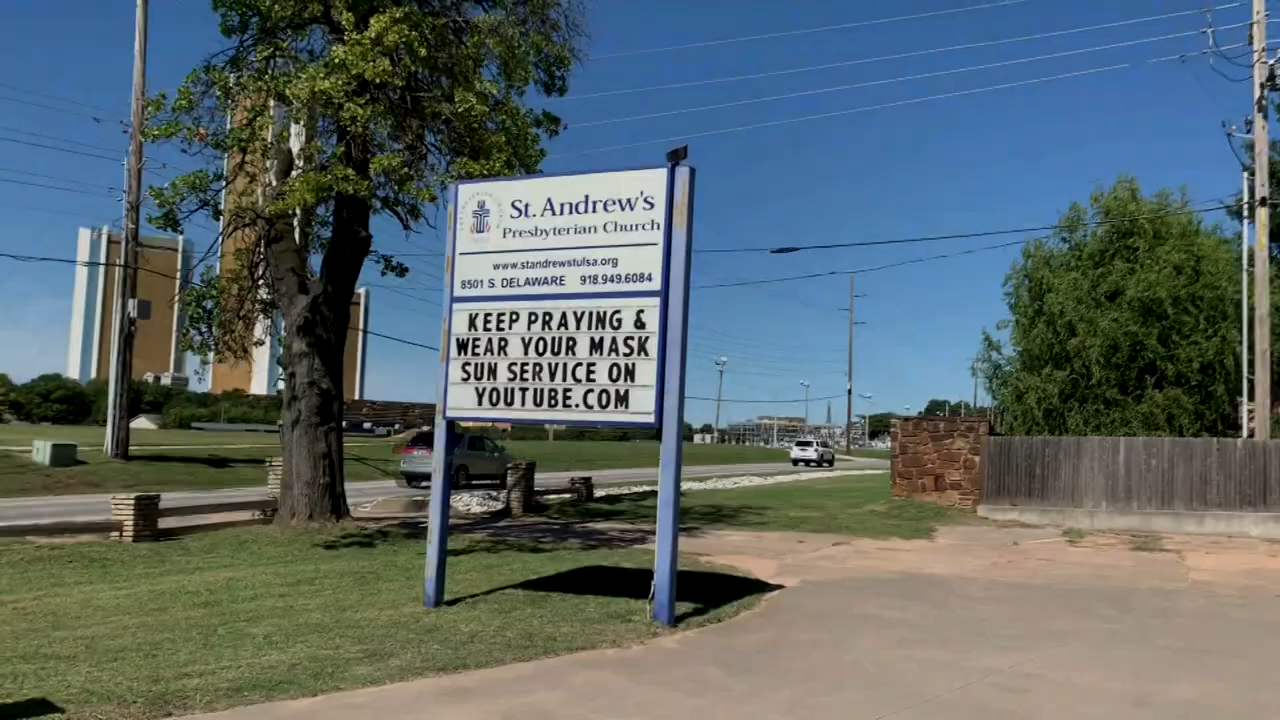 St. Andrew's
Presbyterian Church
www.standrewstulsa.org
8501 S. DELAWARE 918.949.6084
KEEP PRAYING &
WEAR YOUR MASK
SUN SERVICE ON
YOUTUBE.COM